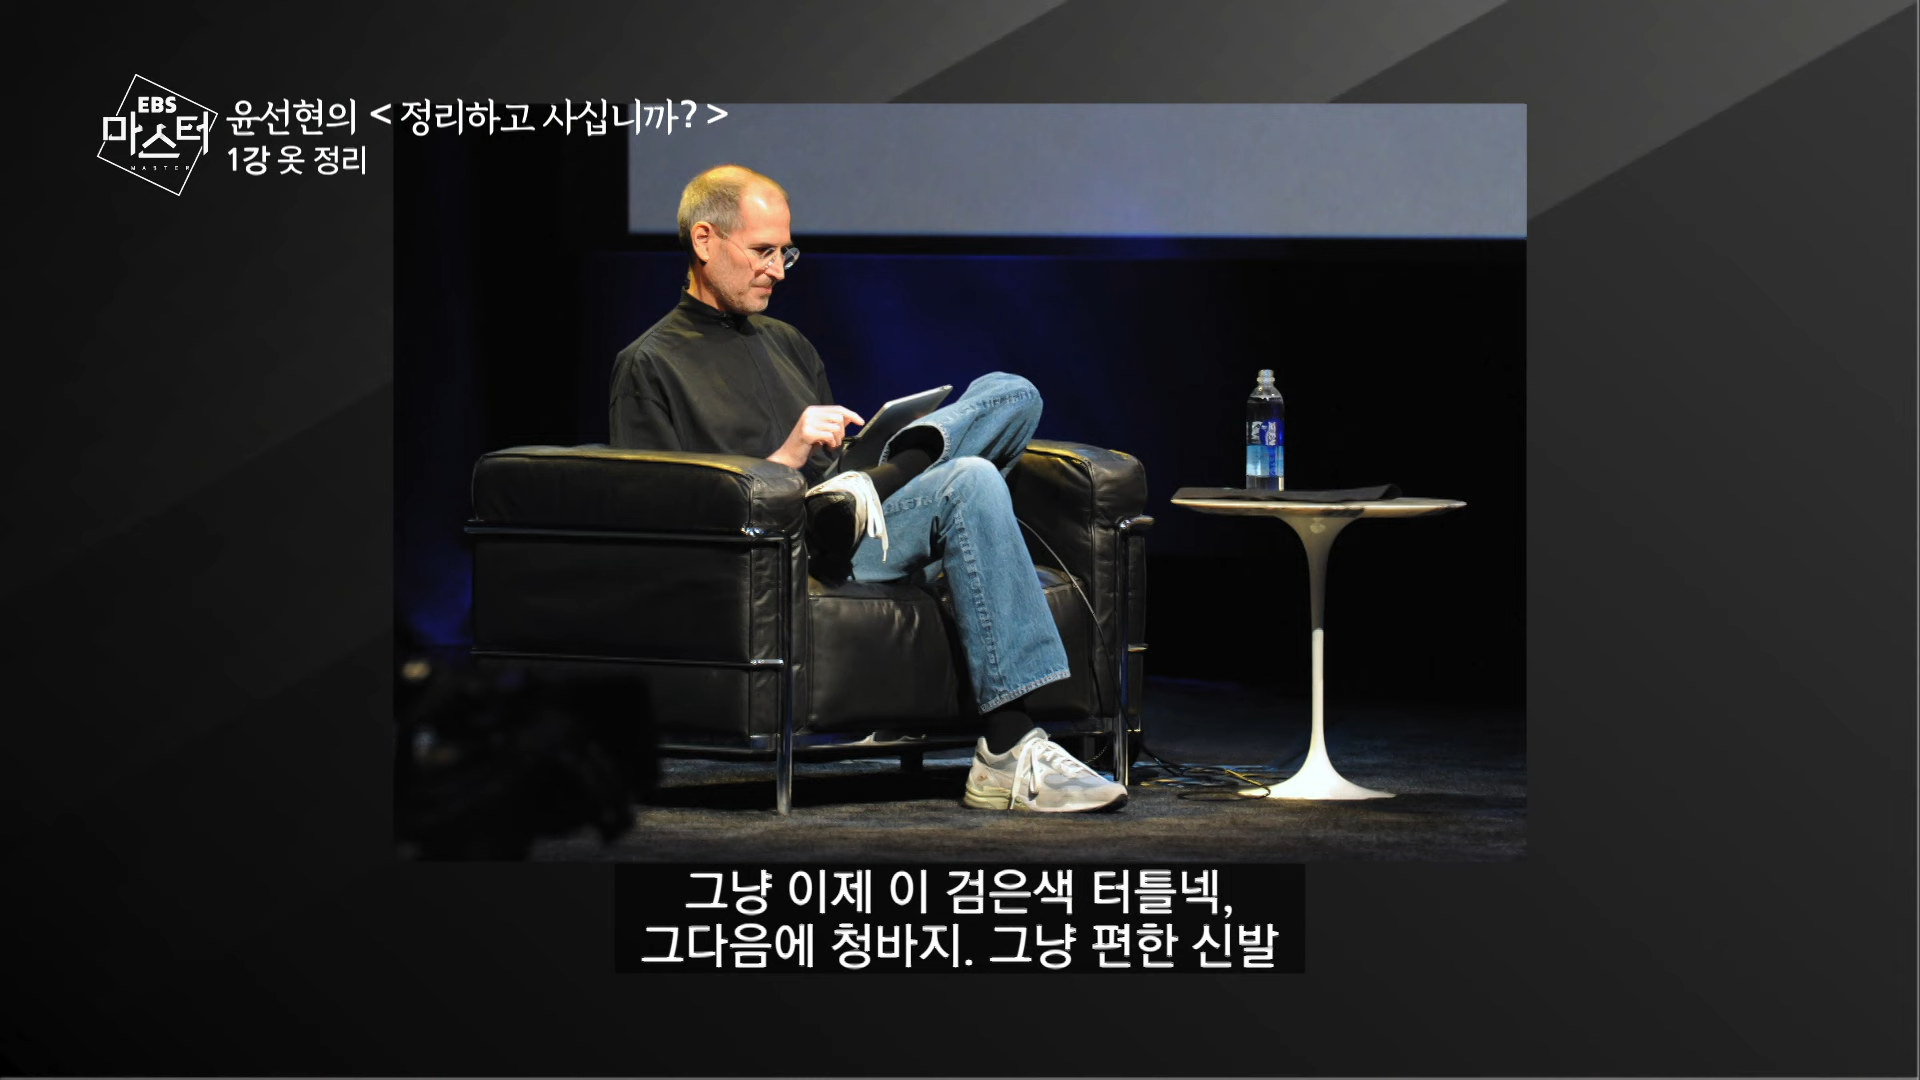 EBS
마스터
MASTER
윤선현의 < 정리하고 사십니까? >
1강 옷 정리
그냥 이제 이 검은색 터틀넥,
그다음에 청바지. 그냥 편한 신발